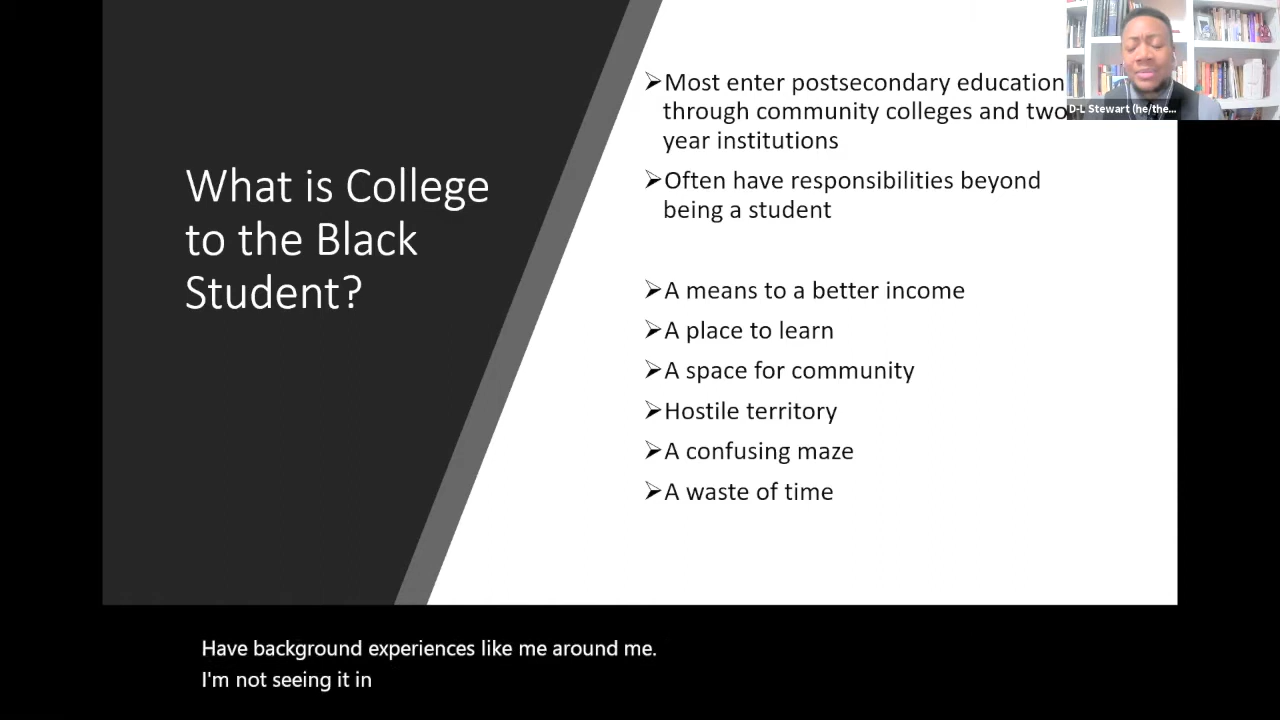 What is College
to the Black
Student?
➢Most enter postsecondary education
through community colleges and two
year institutions
➢Often have responsibilities beyond
being a student
➢A means to a better income
➢A place to learn
➢A space for community
➢Hostile territory
➢A confusing maze
➢A waste of time
D-L Stewart (he/the...
Have background experiences like me around me.
I'm not seeing it in